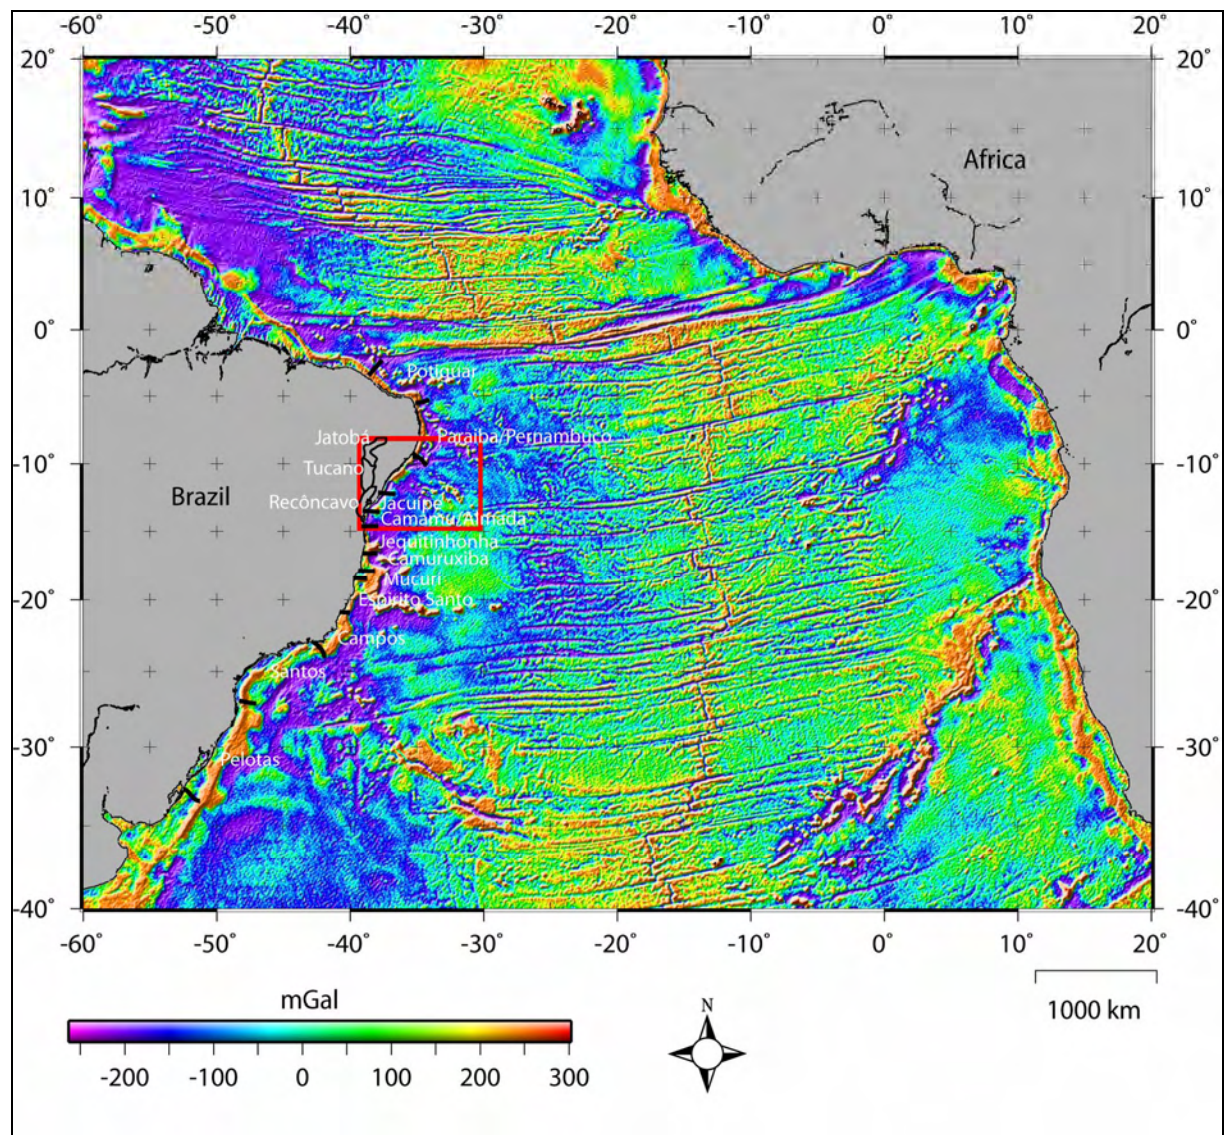 -60° -50° -40° -30° -20° -10° 0° 10° 20°
20° 20°
Africa
10° 10°
0° 0°
Potiguar
Jatobá Paraiba/Pernambuco
-10° Tucano -10°
Brazil Recôncavo Jacuipe
Camamu/Almada
Jequitinhonha
Camuruxiba
Mucuri
-20° Espirito Santo -20°
Campos
Santos
-30° Pelotas -30°
-40° -40°
-60° -50° -40° -30° -20° -10° 0° 10° 20°
mGal
N
1000 km
-200 -100 0 100 200 300